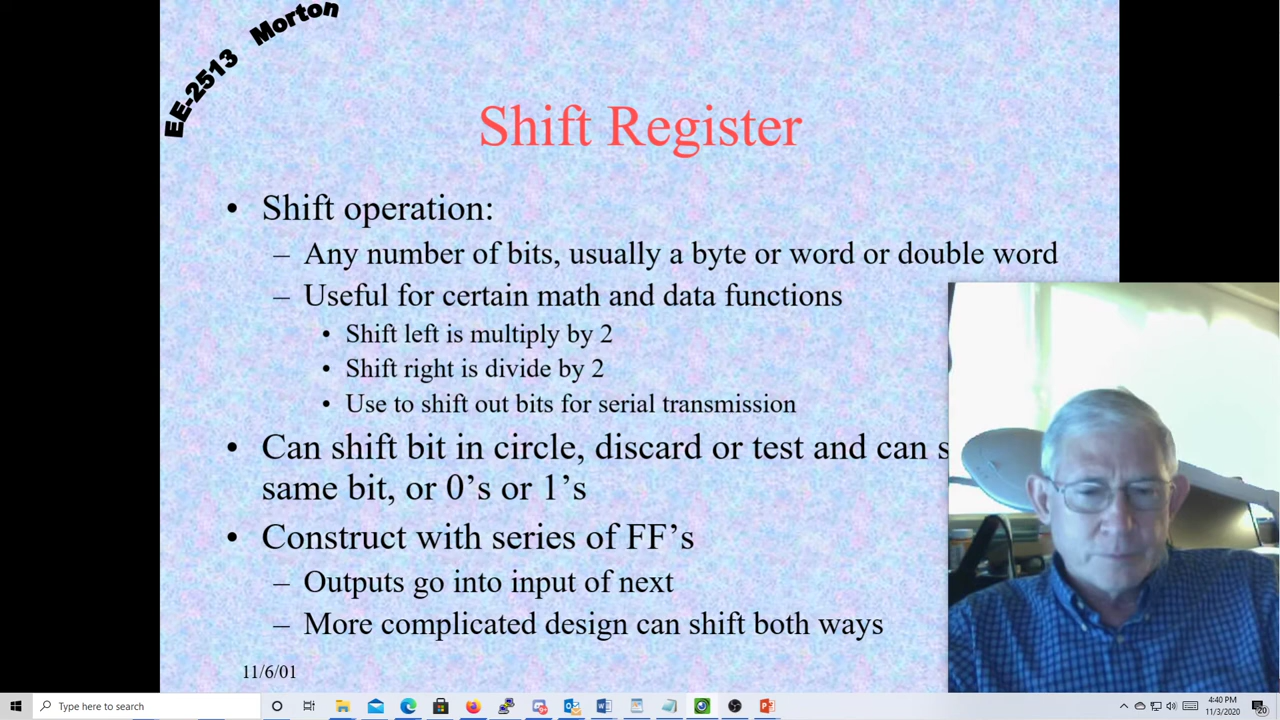 EE-2513 Morton
Shift Register
• Shift operation:
– Any number of bits, usually a byte or word or double word
– Useful for certain math and data functions
• Shift left is multiply by 2
• Shift right is divide by 2
• Use to shift out bits for serial transmission
• Can shift bit in circle, discard or test and can
same bit, or 0’s or 1’s
• Construct with series of FF’s
– Outputs go into input of next
– More complicated design can shift both ways
11/6/01
Type here to search
4:40 PM
11/3/2020
20